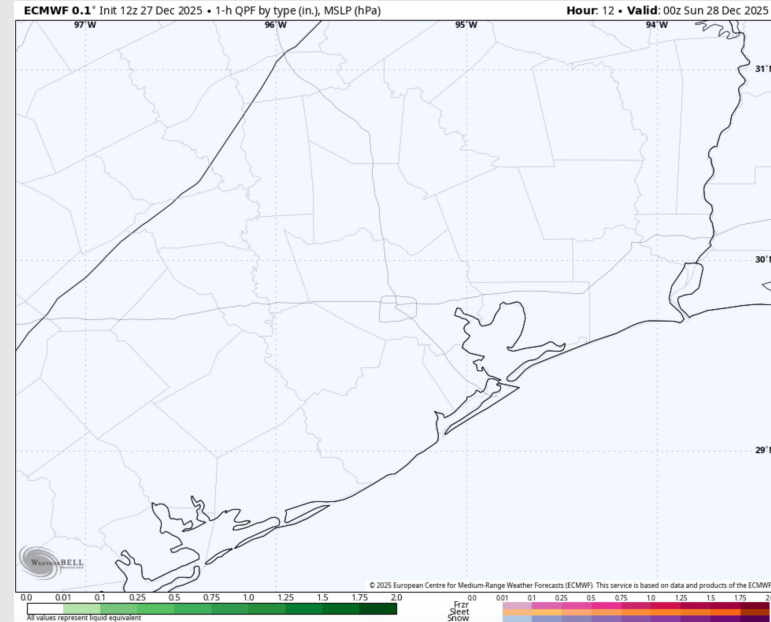 ECMWF 0.1° Init 12z 27 Dec 2025 • 1-h QPF by type (in.), MSLP (hPa) Hour: 12 • Valid: 00z Sun 28 Dec 2025
97°W 96°W 95°W 94°W
31°N
30°N
29°N
WeatherBELL
© 2025 European Centre for Medium-Range Weather Forecasts (ECMWF). This service is based on data and products of the ECMWF
0.0 0.01 0.1 0.25 0.5 0.75 1.0 1.25 1.5 1.75 2.0 0.0 0.01 0.1 0.25 0.5 0.75 1.0 1.25 1.5 1.75 2.0
Frzr
Sleet
Snow
All values represent liquid equivalent